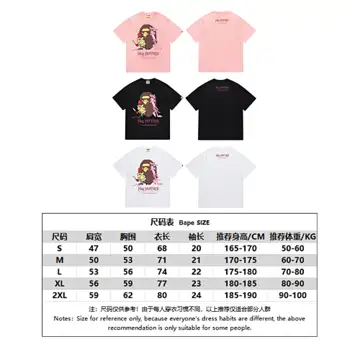 尺码表 Bape SIZE
尺码 肩宽 胸围 衣长 袖长 推荐身高/CM 推荐体重/KG
S 47 50 68 20 165-170 50-60
M 50 53 71 21 170-175 60-70
L 53 56 74 22 175-180 70-80
XL 56 59 77 23 180-185 80-90
2XL 59 62 80 24 185-190 90-100
注：尺码仅供参考，由于每人穿衣习惯不同，以上推荐仅适合部分人群
Notes：Size for reference only, because everyone's dress habits are different, the above
recommendation is only suitable for some people.